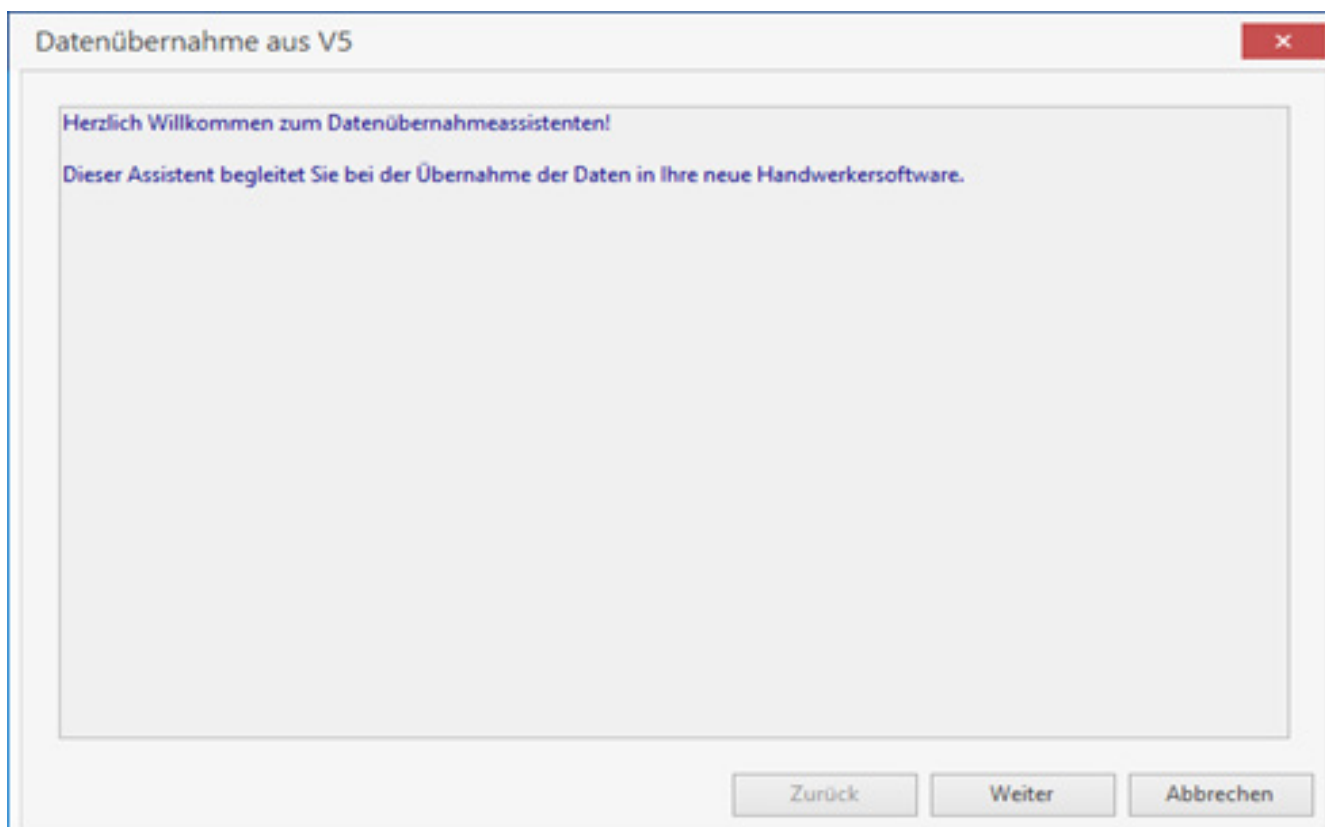 Datenübernahme aus V5
Herzlich Willkommen zum Datenübernahmeassistenten!
Dieser Assistent begleitet Sie bei der Übernahme der Daten in Ihre neue Handwerkersoftware.
Zurück
Weiter
Abbrechen